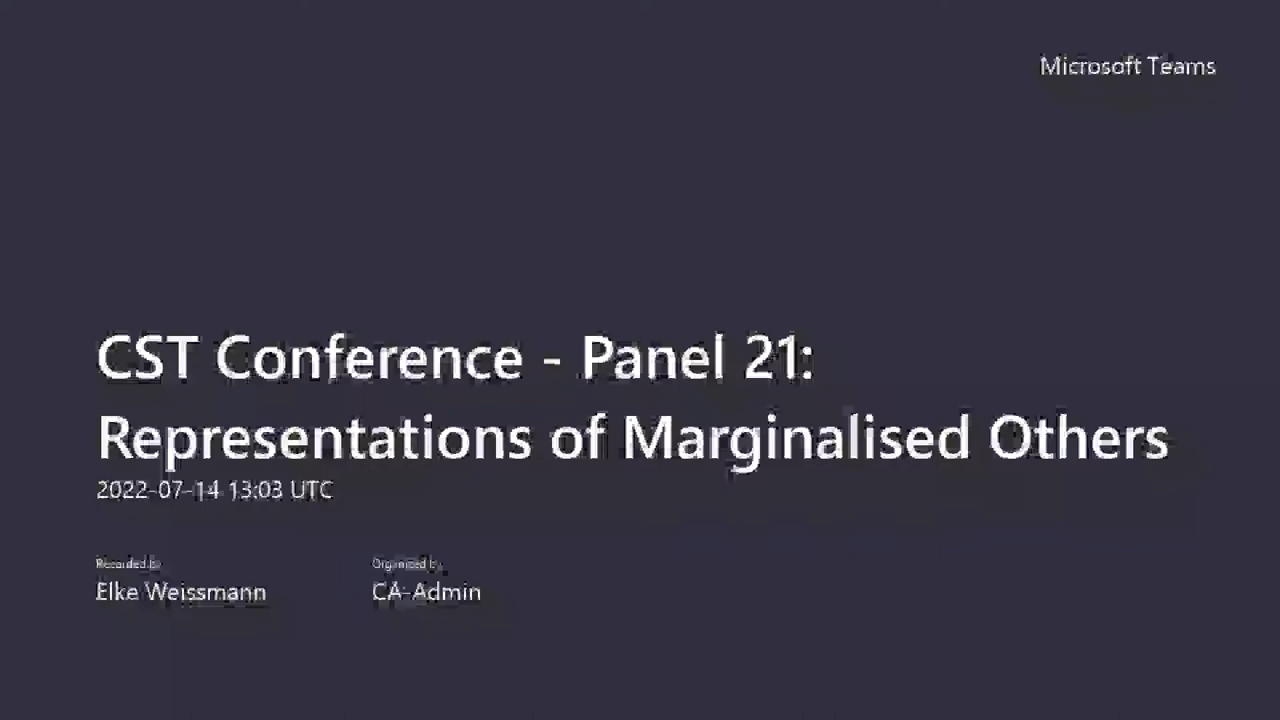 Microsoft Teams
CST Conference - Panel 21:
Representations of Marginalised Others
2022-07-14 13:03 UTC
Recorded by
Organized by
Elke Weissmann
CA-Admin